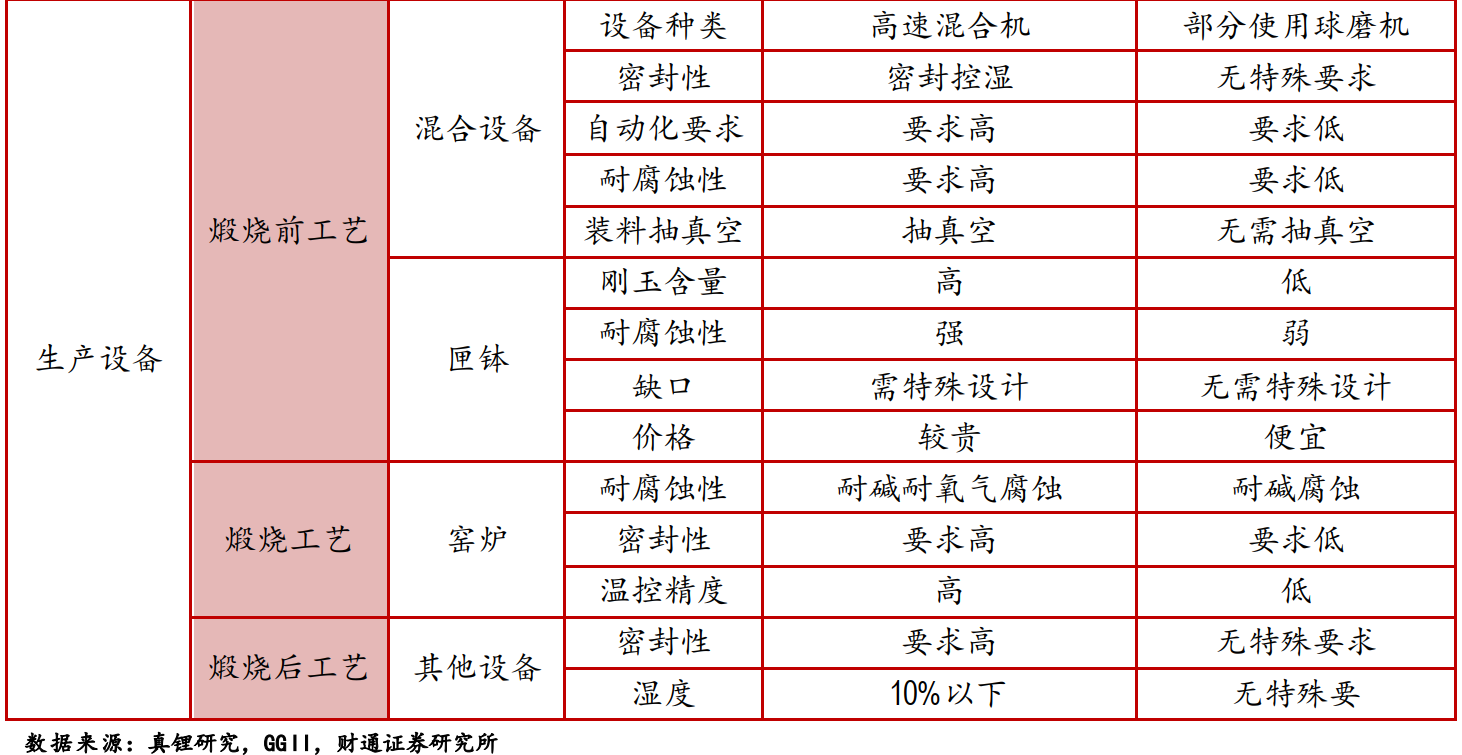 设备种类 高速混合机 部分使用球磨机
密封性 密封控湿 无特殊要求
混合设备 自动化要求 要求高 要求低
耐腐蚀性 要求高 要求低
煅烧前工艺 装料抽真空 抽真空 无需抽真空
刚玉含量 高 低
耐腐蚀性 强 弱
生产设备 匣钵
缺口 需特殊设计 无需特殊设计
价格 较贵 便宜
耐腐蚀性 耐碱耐氧气腐蚀 耐碱腐蚀
煅烧工艺 窑炉 密封性 要求高 要求低
温控精度 高 低
密封性 要求高 无特殊要求
煅烧后工艺 其他设备
湿度 10%以下 无特殊要
数据来源：真锂研究，GGII，财通证券研究所